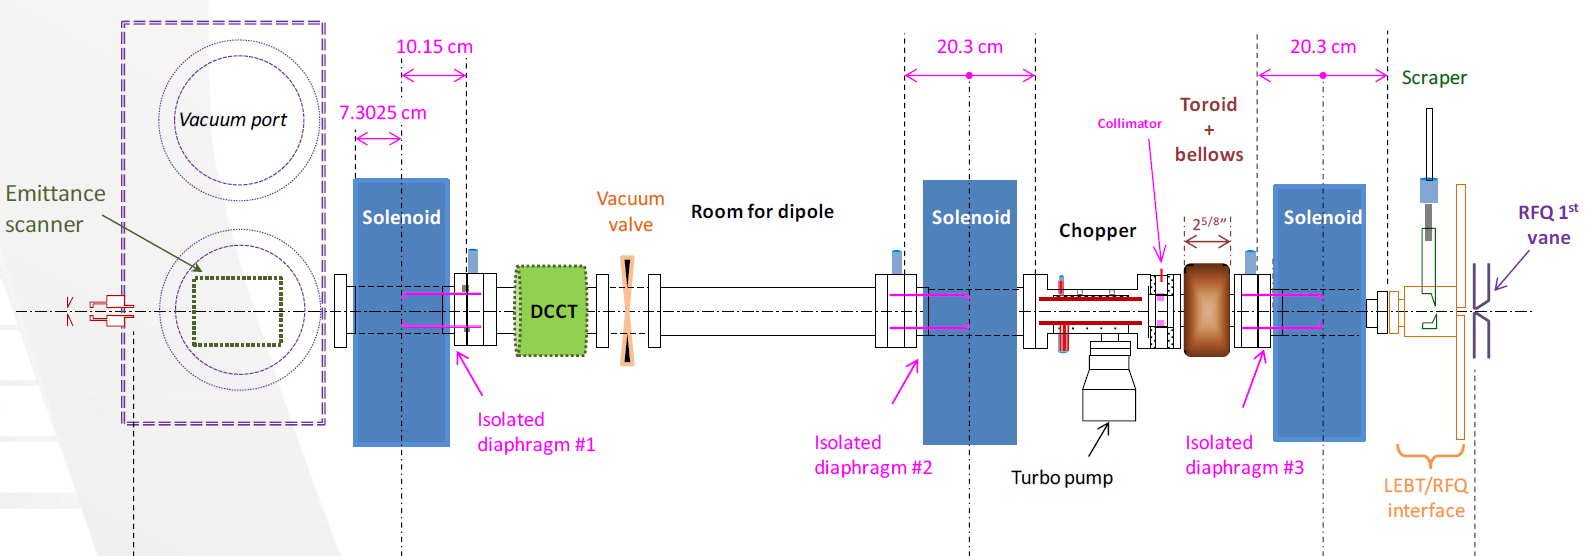 10.15 cm
20.3 cm
20.3 cm
Scraper
7.3025 cm
Vacuum port
Collimator
Toroid
+
bellows
Emittance
scanner
Solenoid
Vacuum
valve
Room for dipole
Solenoid
Chopper
2 5/8”
Solenoid
RFQ 1st
vane
DCCT
Isolated
diaphragm #1
Isolated
diaphragm #2
Turbo pump
Isolated
diaphragm #3
LEBT/RFQ
interface